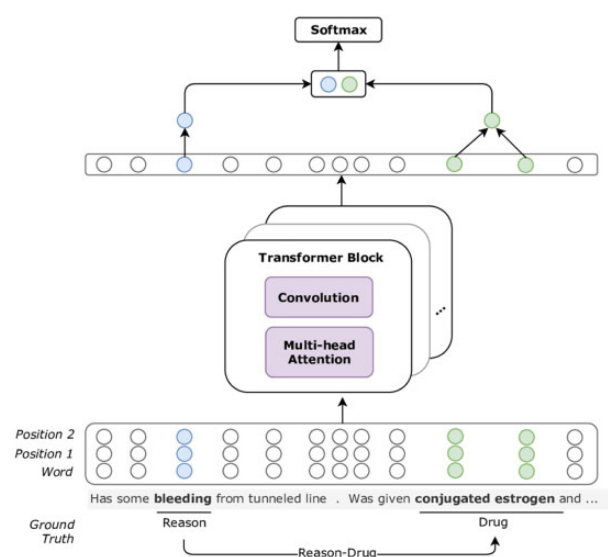 Softmax
Transformer Block
Convolution
Multi-head
Attention
...
Position 2
Position 1
Word
Has some bleeding from tunneled line . Was given conjugated estrogen and ...
Ground
Truth
Reason
Drug
Reason-Drug